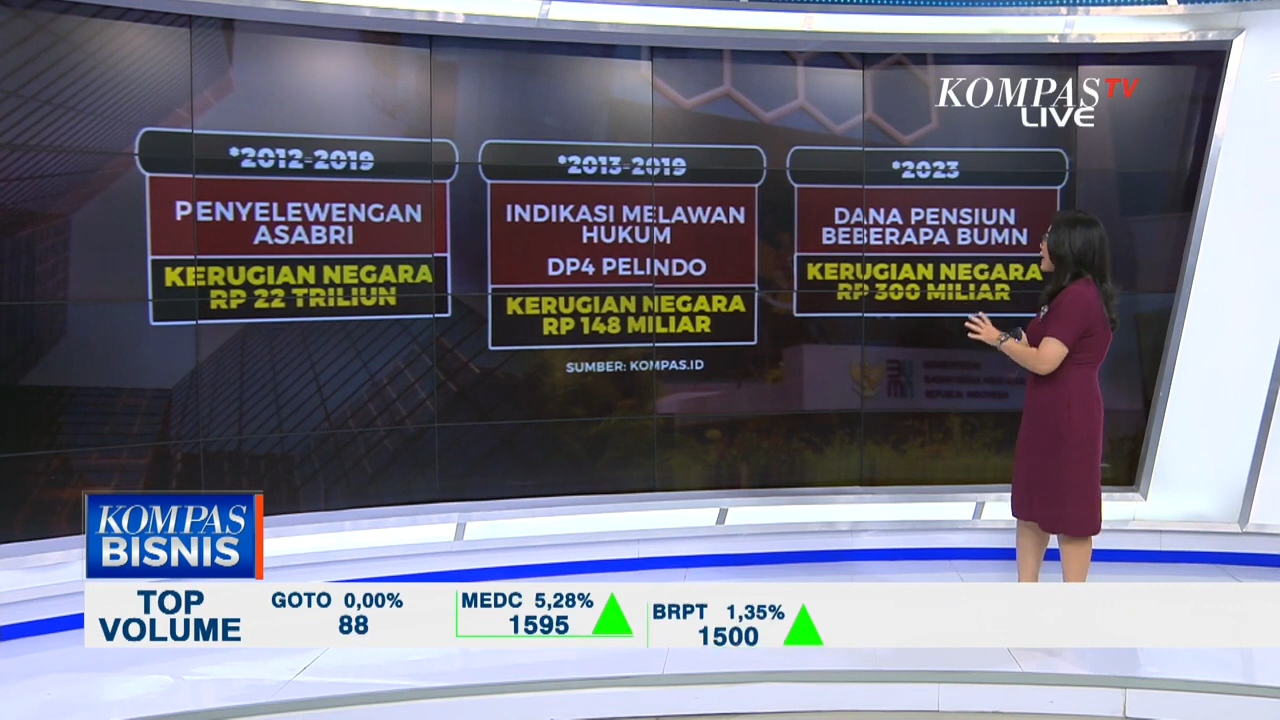 KOMPAS TV
LIVE
*2012-2019
PENYELEWENGAN
ASABRI
KERUGIAN NEGARA
RP 22 TRILIUN
*2013-2019
INDIKASI MELAWAN
HUKUM
DP4 PELINDO
KERUGIAN NEGARA
RP 148 MILIAR
*2023
DANA PENSIUN
BEBERAPA BUMN
KERUGIAN NEGARA
RP 300 MILIAR
SUMBER: KOMPAS.ID
KOMPAS
BISNIS
TOP
VOLUME
GOTO 0,00%
88
MEDC 5,28%
1595
BRPT 1,35%
1500